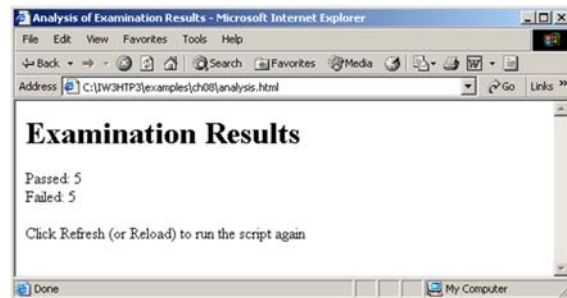 Analysis of Examination Results - Microsoft Internet Explorer
File Edit View Favorites Tools Help
Back Search Favorites Media W
Address C:\IW3HTP3\examples\ch08\analysis.html Go Links »
Examination Results
Passed: 5
Failed: 5
Click Refresh (or Reload) to run the script again
Done My Computer